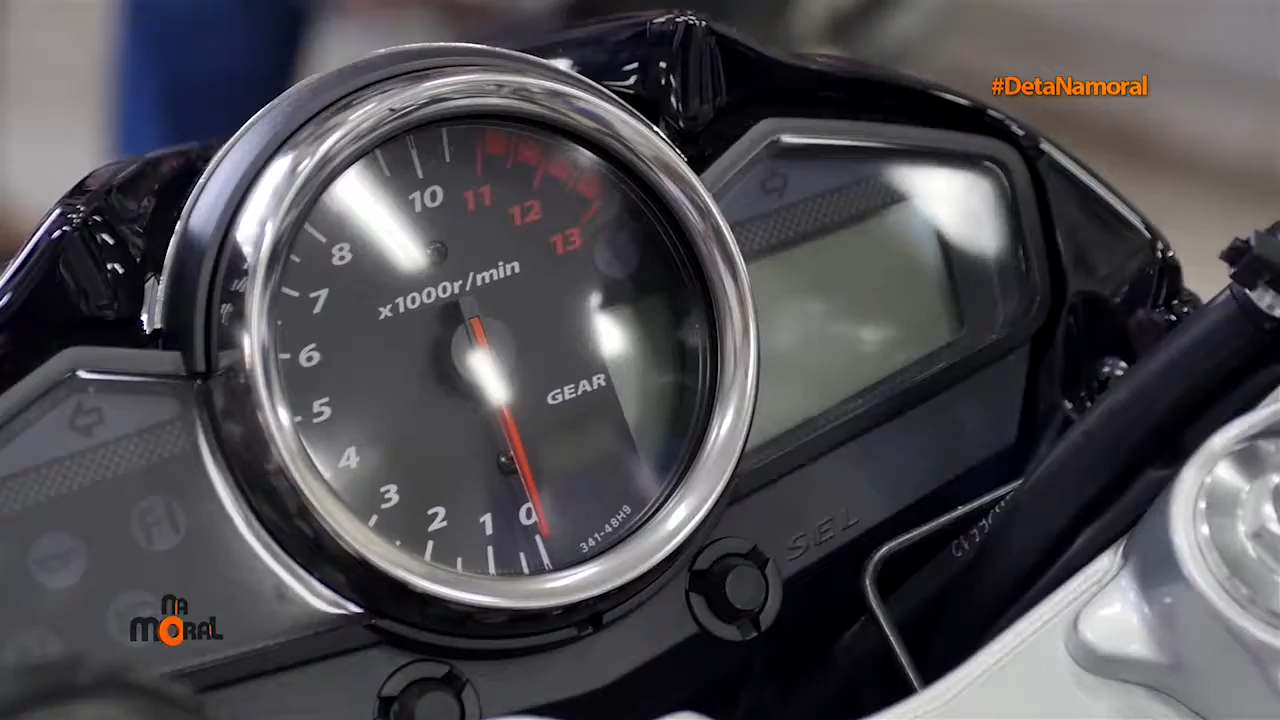 #DetaNamoral
10
11
12
13
8
7
x1000r/min
6
5
GEAR
4
3
2
1
0
341-48H9
SEL
NA
MORAL